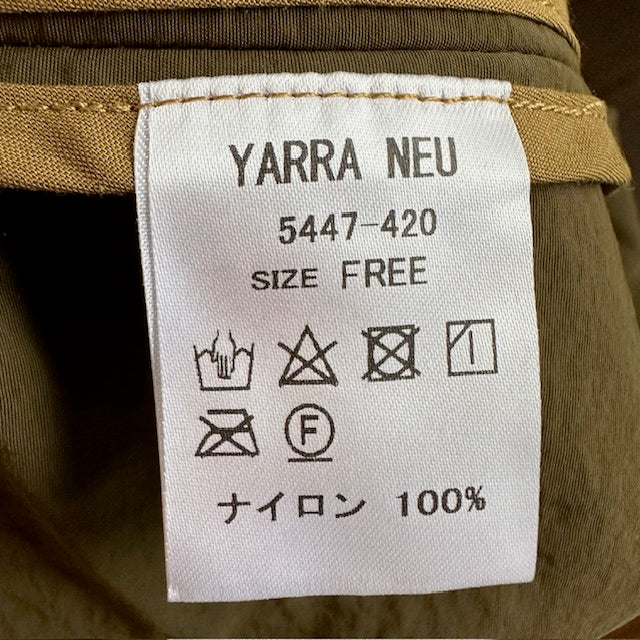 YARRA NEU
5447-420
SIZE FREE
F
ナイロン 100%